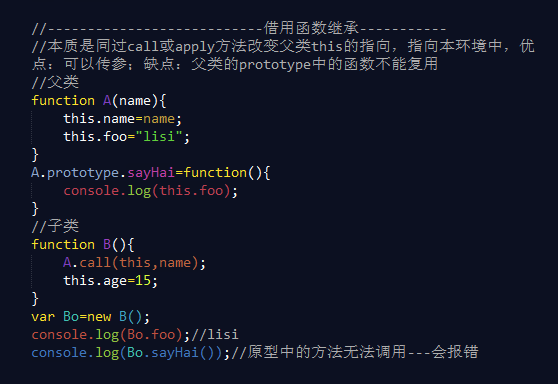 //---------------------------借用函数继承-----------
//本质是同过call或apply方法改变父类this的指向，指向本环境中，优
点：可以传参；缺点：父类的prototype中的函数不能复用
//父类
function A(name){
    this.name=name;
    this.foo="lisi";
}
A.prototype.sayHai=function(){
    console.log(this.foo);
}
//子类
function B(){
    A.call(this,name);
    this.age=15;
}
var Bo=new B();
console.log(Bo.foo);//lisi
console.log(Bo.sayHai());//原型中的方法无法调用---会报错